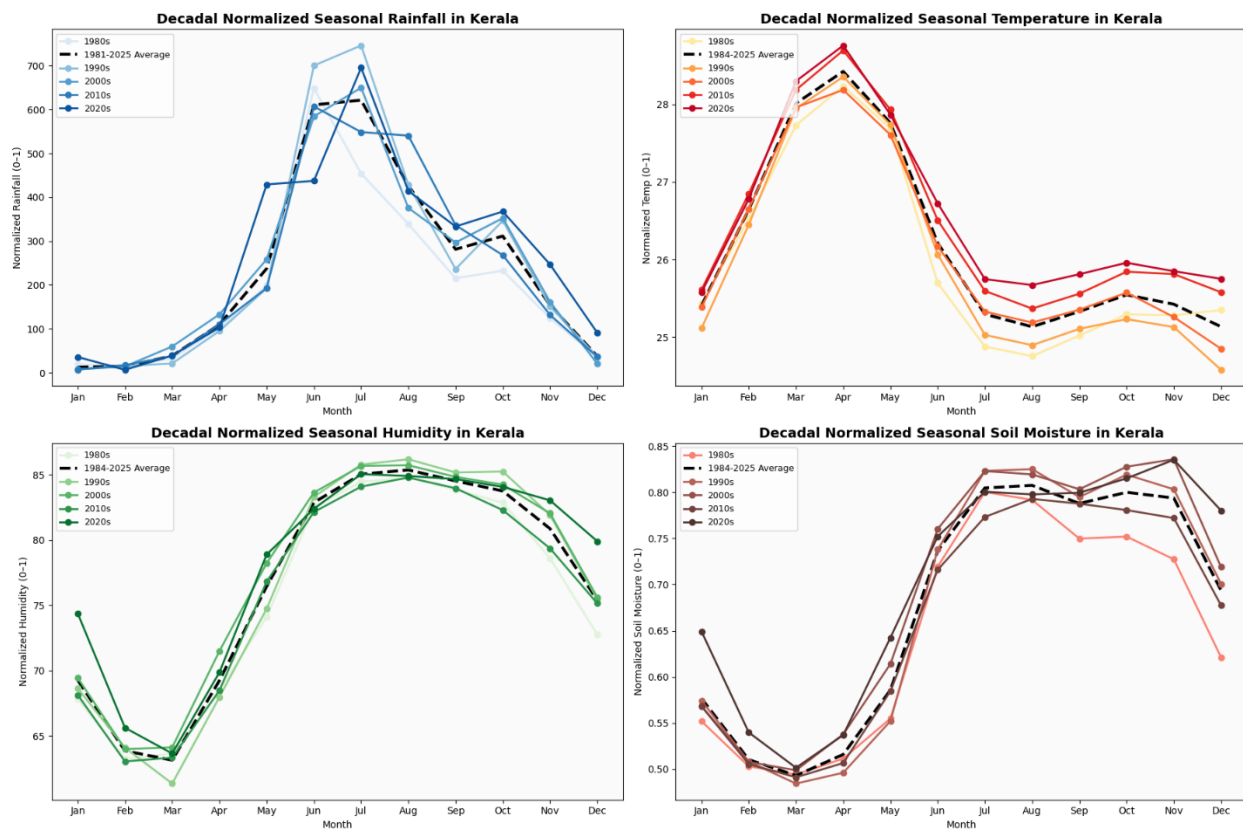 Decadal Normalized Seasonal Rainfall in Kerala
1980s
1981-2025 Average
1990s
2000s
2010s
2020s
Normalized Rainfall (0–1)
700
600
500
400
300
200
100
0
Jan Feb Mar Apr May Jun Jul Aug Sep Oct Nov Dec
Month
Decadal Normalized Seasonal Temperature in Kerala
1980s
1984-2025 Average
1990s
2000s
2010s
2020s
Normalized Temp (0–1)
28
27
26
25
Jan Feb Mar Apr May Jun Jul Aug Sep Oct Nov Dec
Month
Decadal Normalized Seasonal Humidity in Kerala
1980s
1984-2025 Average
1990s
2000s
2010s
2020s
Normalized Humidity (0–1)
85
80
75
70
65
Jan Feb Mar Apr May Jun Jul Aug Sep Oct Nov Dec
Month
Decadal Normalized Seasonal Soil Moisture in Kerala
1980s
1984-2025 Average
1990s
2000s
2010s
2020s
Normalized Soil Moisture (0–1)
0.85
0.80
0.75
0.70
0.65
0.60
0.55
0.50
Jan Feb Mar Apr May Jun Jul Aug Sep Oct Nov Dec
Month